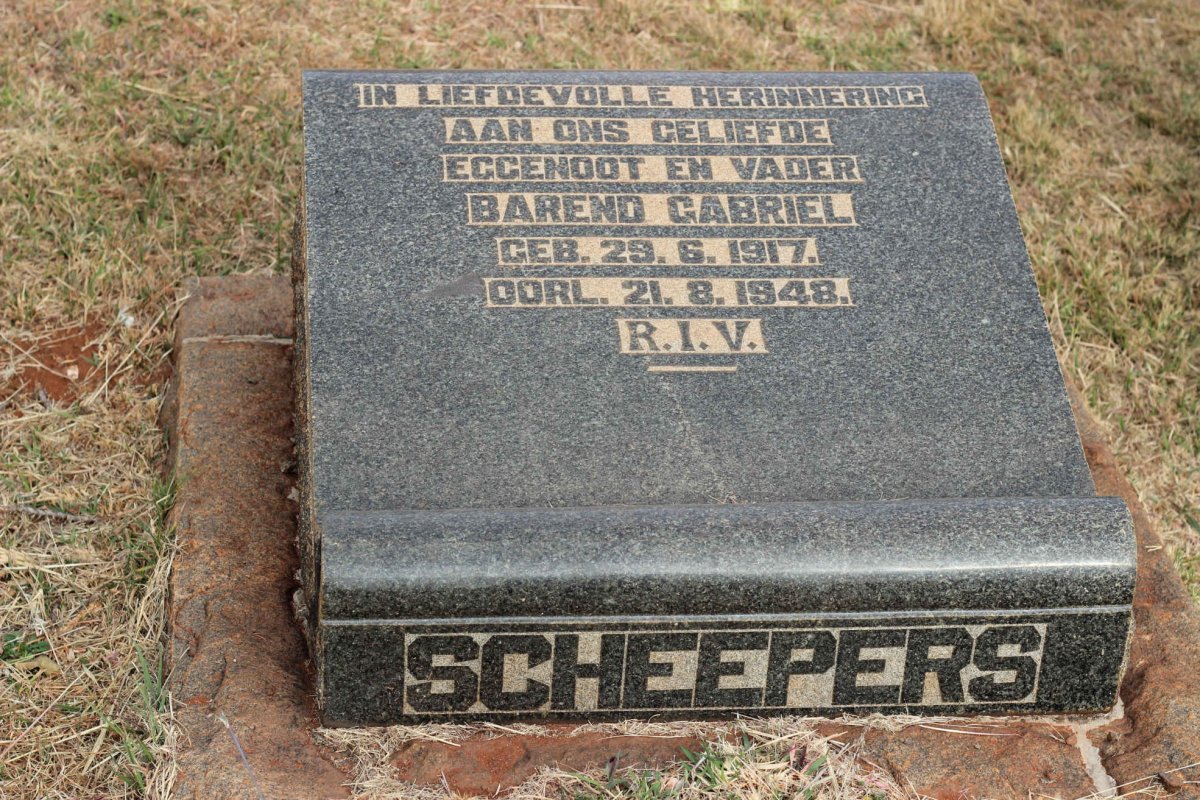 IN LIEFDEVOLLE HERINNERING
AAN ONS GELIEFDE
EGGENOOT EN VADER
BAREND GABRIEL
GEB. 29. 6. 1917.
OORL. 21. 8. 1948.
R.I.V.
SCHEEPERS